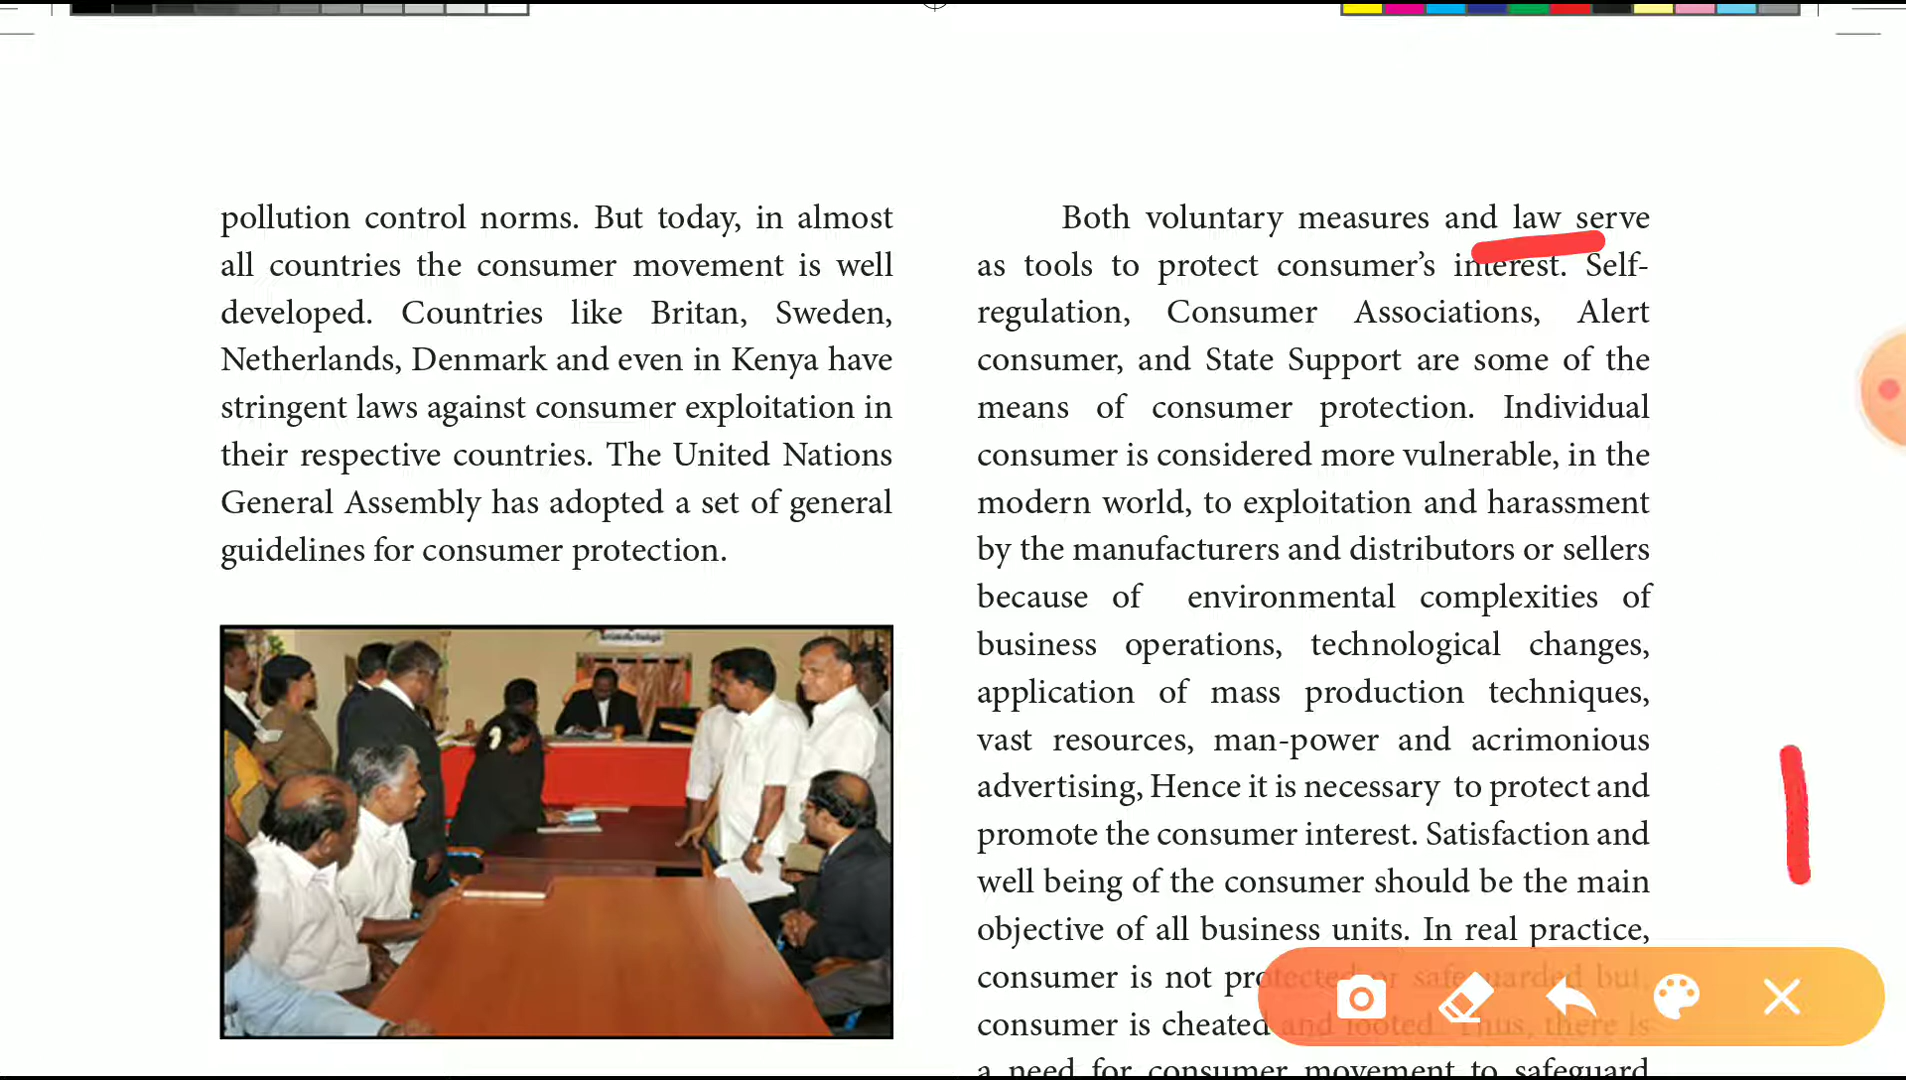 pollution control norms. But today, in almost
all countries the consumer movement is well
developed. Countries like Britan, Sweden,
Netherlands, Denmark and even in Kenya have
stringent laws against consumer exploitation in
their respective countries. The United Nations
General Assembly has adopted a set of general
guidelines for consumer protection.
Both voluntary measures and law serve
as tools to protect consumer’s interest. Self-
regulation, Consumer Associations, Alert
consumer, and State Support are some of the
means of consumer protection. Individual
consumer is considered more vulnerable, in the
modern world, to exploitation and harassment
by the manufacturers and distributors or sellers
because of environmental complexities of
business operations, technological changes,
application of mass production techniques,
vast resources, man-power and acrimonious
advertising, Hence it is necessary to protect and
promote the consumer interest. Satisfaction and
well being of the consumer should be the main
objective of all business units. In real practice,
consumer is not protected or safeguarded but,
consumer is cheated and looted. Thus, there is
a need for consumer movement to safeguard